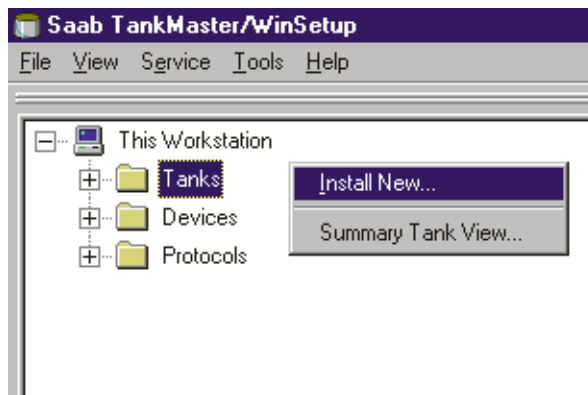 Saab TankMaster/WinSetup
File View Service Tools Help
This Workstation
Tanks
Install New...
Devices
Summary Tank View...
Protocols